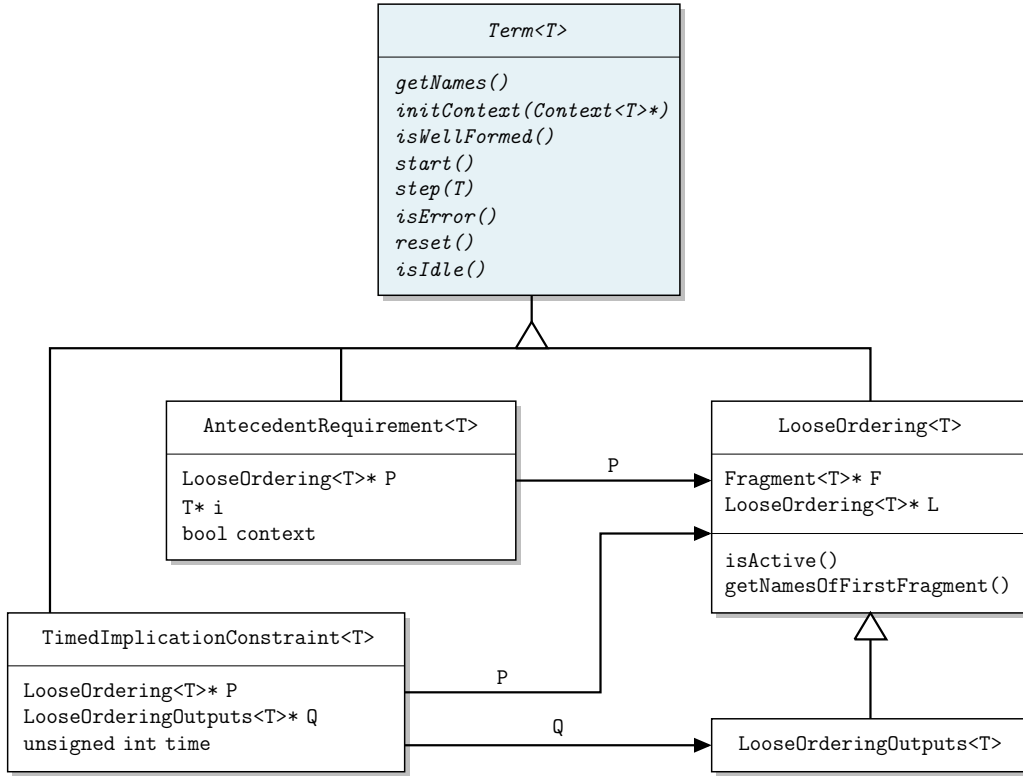 Term<T>
getNames()
initContext(Context<T>*)
isWellFormed()
start()
step(T)
isError()
reset()
isIdle()
AntecedentRequirement<T>
LooseOrdering<T>* P
T* i
bool context
P
LooseOrdering<T>
Fragment<T>* F
LooseOrdering<T>* L
isActive()
getNamesOfFirstFragment()
TimedImplicationConstraint<T>
LooseOrdering<T>* P
LooseOrderingOutputs<T>* Q
unsigned int time
P
Q
LooseOrderingOutputs<T>